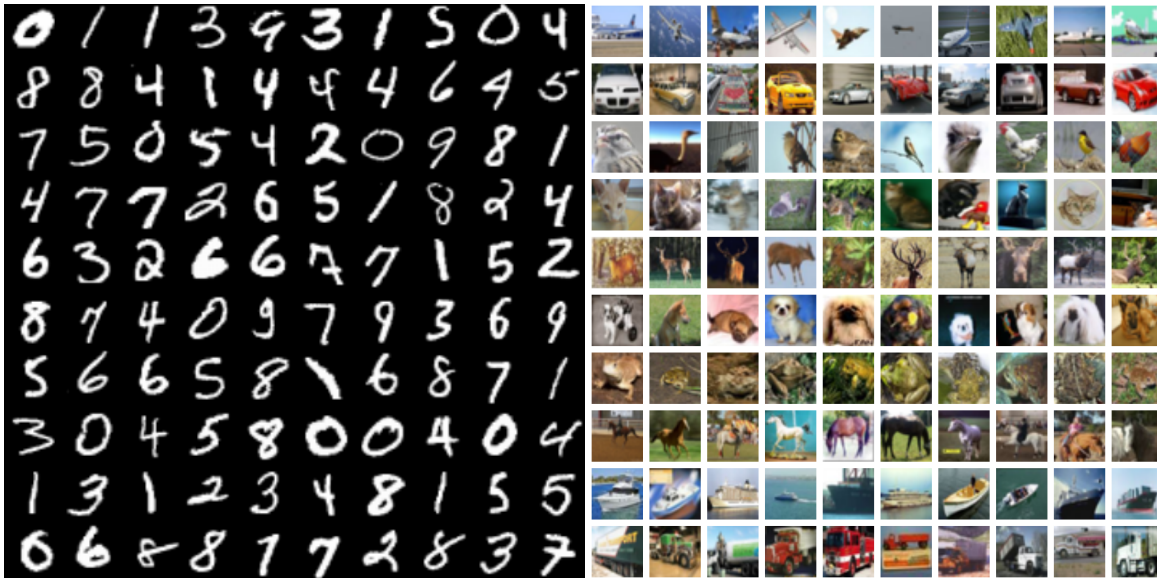 0 1 1 3 9 3 1 5 0 4
8 8 4 1 4 4 4 6 4 5
7 5 0 5 4 2 0 9 8 1
4 7 7 2 6 5 1 8 2 4
6 3 2 6 6 7 7 1 5 2
8 7 4 0 9 7 9 3 6 9
5 6 6 5 8 1 6 8 7 1
3 0 4 5 8 0 0 4 0 4
1 3 1 2 3 4 8 1 5 5
0 6 8 8 1 7 2 8 3 7